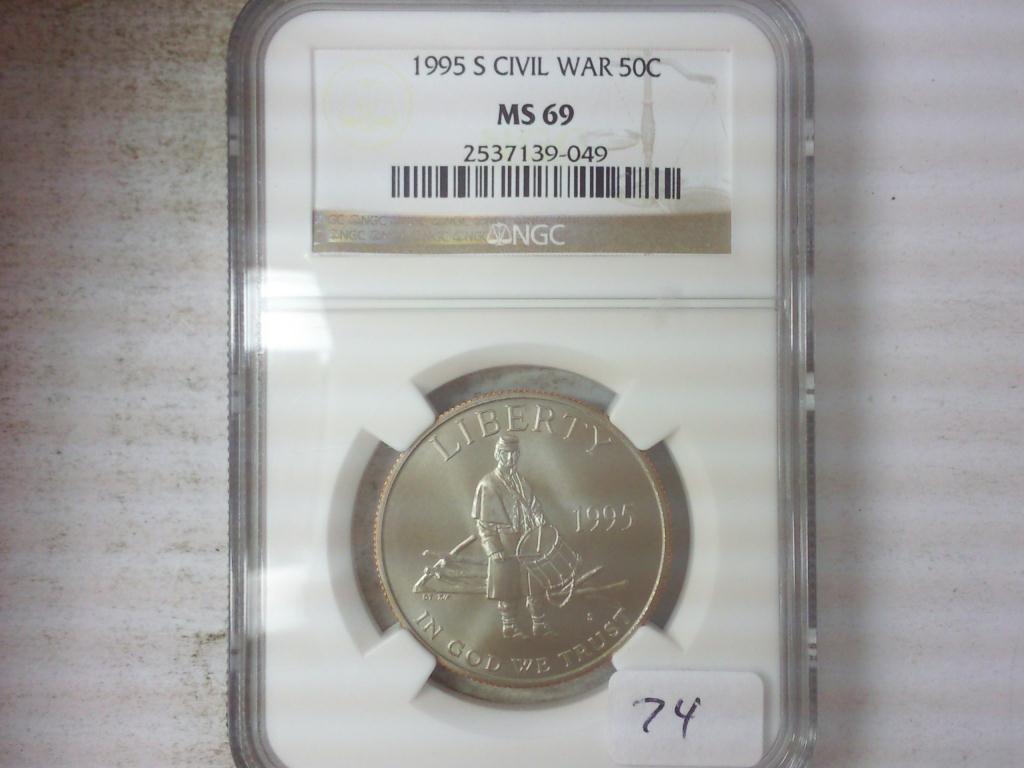 1995 S CIVIL WAR 50C
MS 69
2537139-049
NGC
LIBERTY
1995
S
IN GOD WE TRUST
74